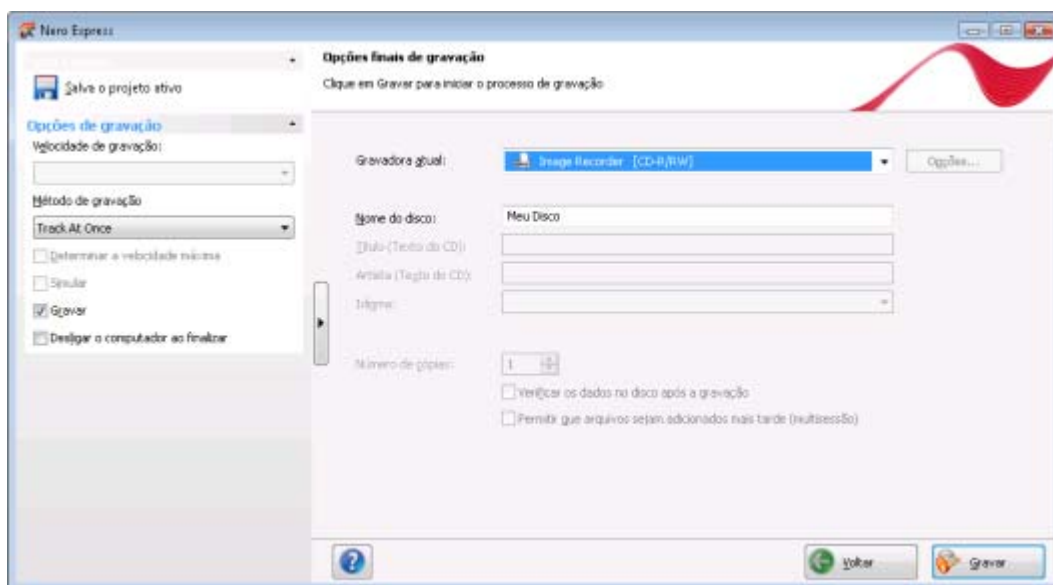 Nero Express
Salva o projeto ativo
Opções de gravação
Velocidade de gravação:
Método de gravação
Track At Once
Determinar a velocidade máxima
Simular
Gravar
Desligar o computador ao finalizar
Opções finais de gravação
Clique em Gravar para iniciar o processo de gravação
Gravadora atual:
Image Recorder [CD-R/RW]
Opções...
Nome do disco:
Meu Disco
Título (Texto do CD):
Artista (Texto do CD):
Idioma:
Número de cópias:
1
Verificar os dados no disco após a gravação
Permitir que arquivos sejam adicionados mais tarde (multisessão)
?
Voltar
Gravar